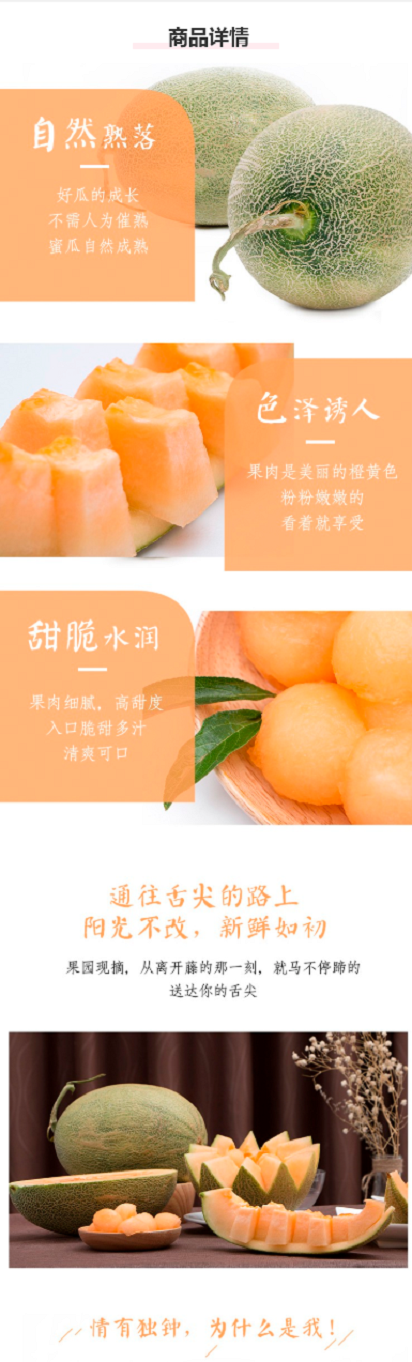 商品详情
自然熟落
好瓜的成长
不需人为催熟
蜜瓜自然成熟
色泽诱人
果肉是美丽的橙黄色
粉粉嫩嫩的
看着就享受
甜脆水润
果肉细腻，高甜度
入口脆甜多汁
清爽可口
通往舌尖的路上
阳光不改，新鲜如初
果园现摘，从离开藤的那一刻，就马不停蹄的
送达你的舌尖
情有独钟，为什么是我！